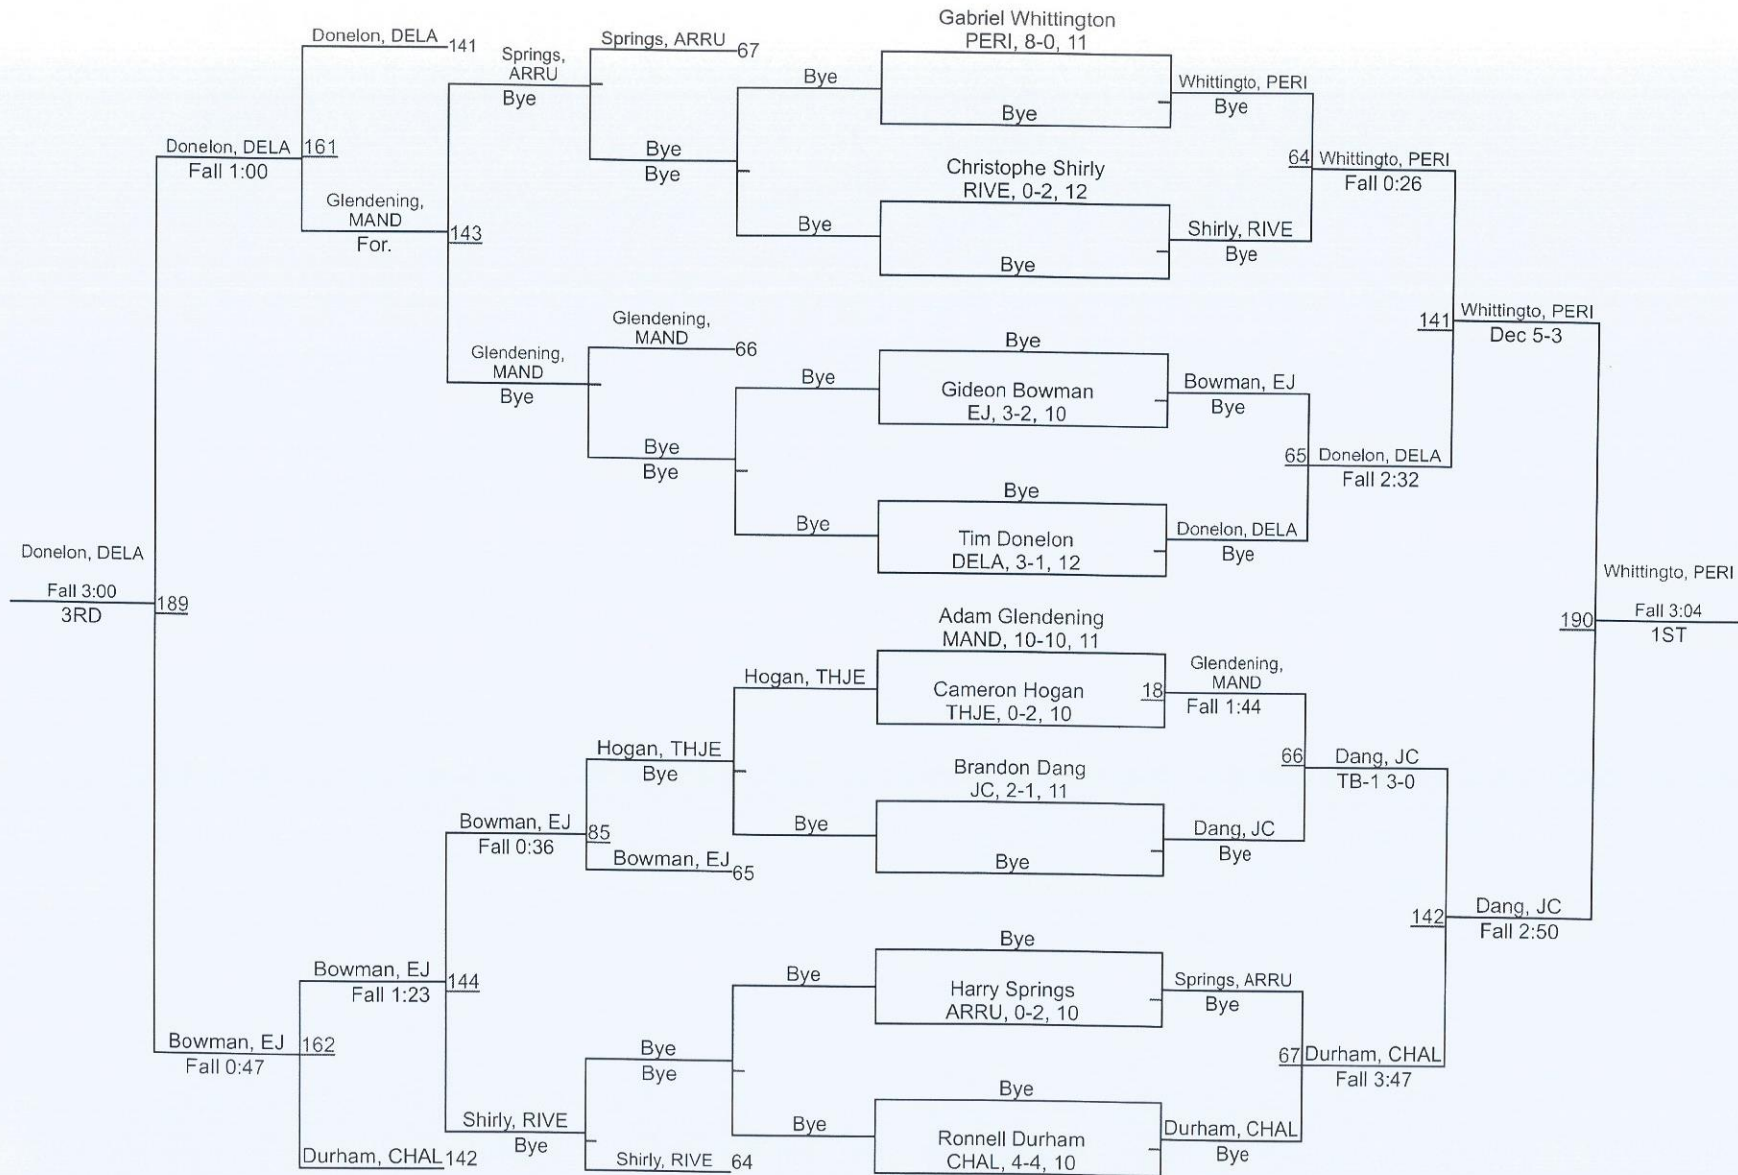 Donelon, DELA 141
Donelon, DELA
Fall 1:00
161
Glendening,
MAND
For.
143
Springs,
ARRU
Bye
Springs, ARRU 67
Bye
Bye
Glendening,
MAND
Bye
Glendening,
MAND
66
Bye
Bye
Donelon, DELA
Fall 3:00
3RD
189
Bowman, EJ
Fall 0:47
162
Bowman, EJ
Fall 1:23
144
Durham, CHAL 142
Bowman, EJ
Fall 0:36
85
Hogan, THJE
Bye
Bowman, EJ 65
Shirly, RIVE
Bye
Bye
Bye
Shirly, RIVE 64
Bye
Gabriel Whittington
PERI, 8-0, 11
Bye
Whittingto, PERI
Bye
Bye
Christophe Shirly
RIVE, 0-2, 12
Bye
Shirly, RIVE
Bye
64
Whittingto, PERI
Fall 0:26
Bye
Bye
Gideon Bowman
EJ, 3-2, 10
Bowman, EJ
Bye
Bye
Bye
Tim Donelon
DELA, 3-1, 12
Donelon, DELA
Bye
65
Donelon, DELA
Fall 2:32
141
Whittingto, PERI
Dec 5-3
Hogan, THJE
Adam Glendening
MAND, 10-10, 11
Cameron Hogan
THJE, 0-2, 10
18
Glendening,
MAND
Fall 1:44
Bye
Brandon Dang
JC, 2-1, 11
Bye
Dang, JC
Bye
66
Dang, JC
TB-1 3-0
Bye
Bye
Harry Springs
ARRU, 0-2, 10
Springs, ARRU
Bye
Bye
Bye
Ronnell Durham
CHAL, 4-4, 10
Durham, CHAL
Bye
67
Durham, CHAL
Fall 3:47
142
Dang, JC
Fall 2:50
190
Whittingto, PERI
Fall 3:04
1ST